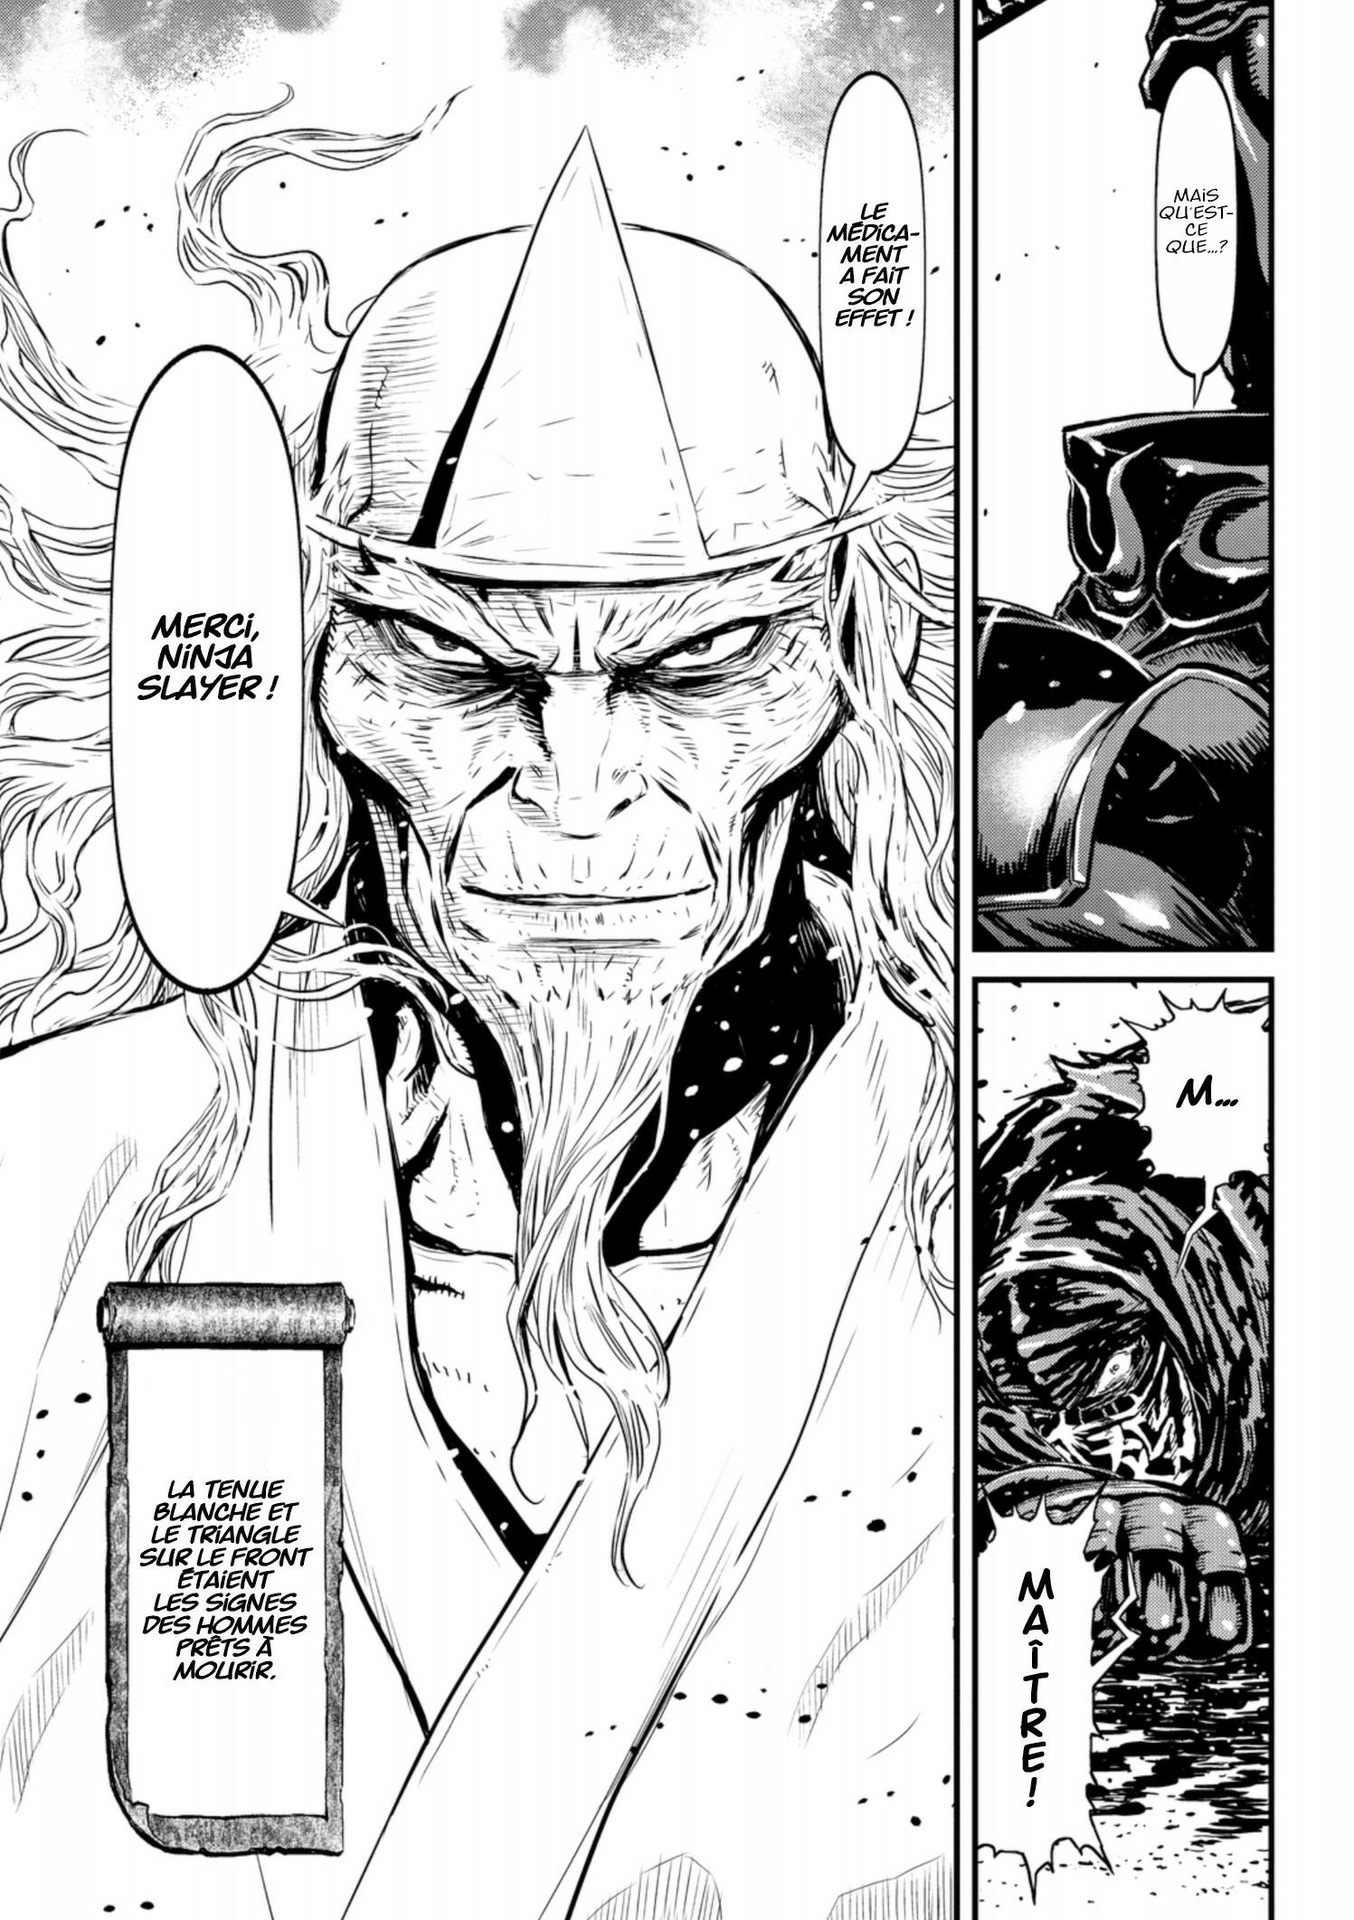 MAIS
QU'EST-
CE
QUE...?
M...
MAÎTRE !
LE
MÉDICA-
MENT
A FAIT
SON
EFFET !
MERCI,
NINJA
SLAYER !
LA TENUE
BLANCHE ET
LE TRIANGLE
SUR LE FRONT
ÉTAIENT
LES SIGNES
DES HOMMES
PRÊTS À
MOURIR.